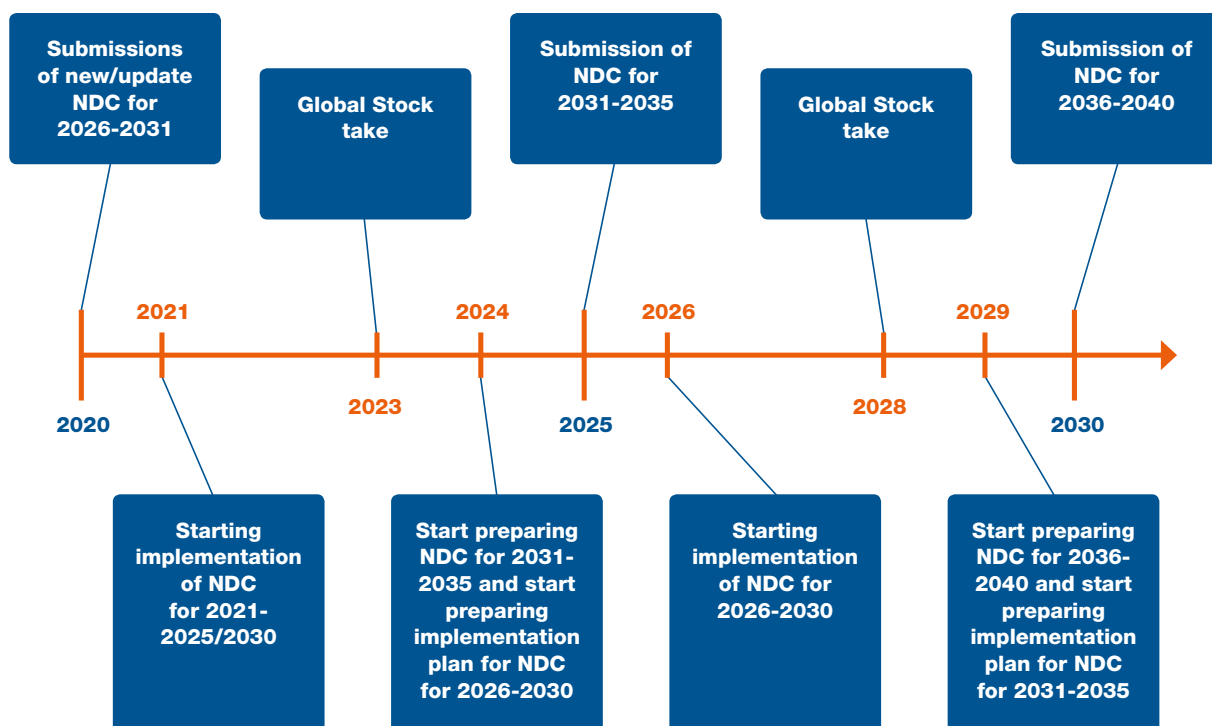 Submissions
of new/update
NDC for
2026-2031
Global Stock
take
Submission of
NDC for
2031-2035
Global Stock
take
Submission of
NDC for
2036-2040
2021
2024
2026
2029
2020
2023
2025
2028
2030
Starting
implementation
of NDC
for 2021-
2025/2030
Start preparing
NDC for 2031-
2035 and start
preparing
implementation
plan for NDC
for 2026-2030
Starting
implementation
of NDC for
2026-2030
Start preparing
NDC for 2036-
2040 and start
preparing
implementation
plan for NDC
for 2031-2035